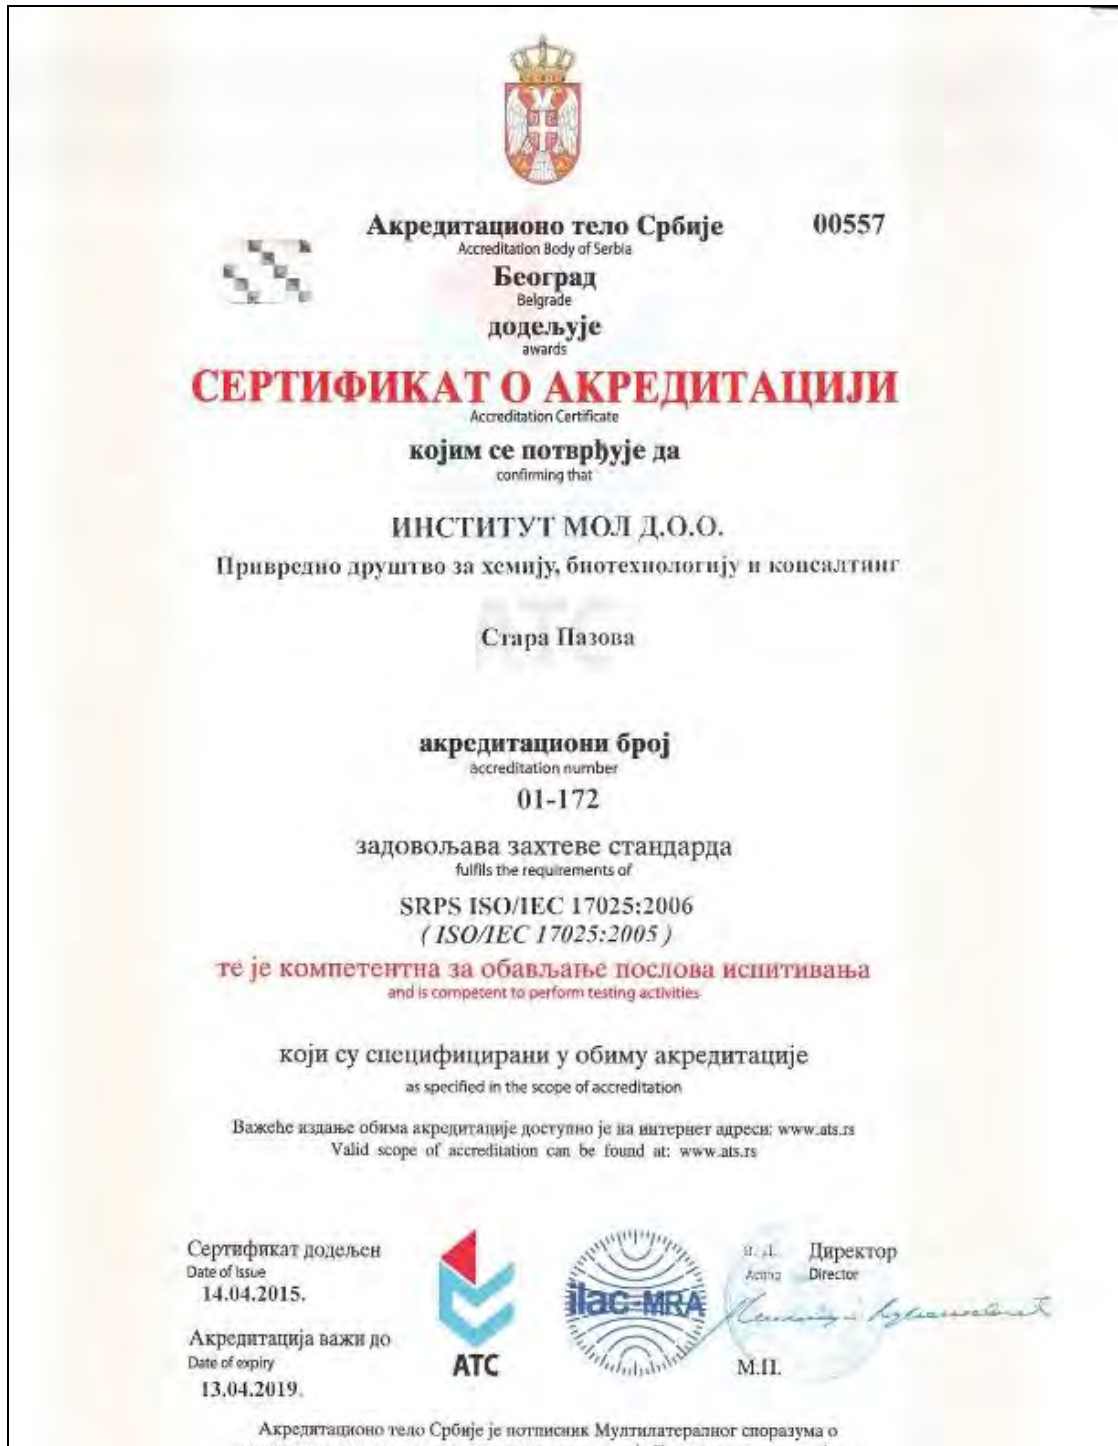 Акредитационо тело Србије
00557
Accreditation Body of Serbia
Београд
Belgrade
додељује
awards
СЕРТИФИКАТ О АКРЕДИТАЦИЈИ
Accreditation Certificate
којим се потврђује да
confirming that
ИНСТИТУТ МОЛ Д.О.О.
Привредно друштво за хемију, биотехнологију и консалтинг
АТС
Стара Пазова
акредитациони број
accreditation number
01-172
задовољава захтеве стандарда
fulfils the requirements of
SRPS ISO/IEC 17025:2006
( ISO/IEC 17025:2005 )
те је компетентна за обављање послова испитивања
and is competent to perform testing activities
који су специфицирани у обиму акредитације
as specified in the scope of accreditation
Важеће издање обима акредитације доступно је на интернет адреси: www.ats.rs
Valid scope of accreditation can be found at: www.ats.rs
Сертификат додељен
Date of issue
14.04.2015.
Акредитација важи до
Date of expiry
13.04.2019.
АТС
ilac-MRA
в. д. Директор
Acting Director
М.П.
Акредитационо тело Србије је потписник Мултилатералног споразума о